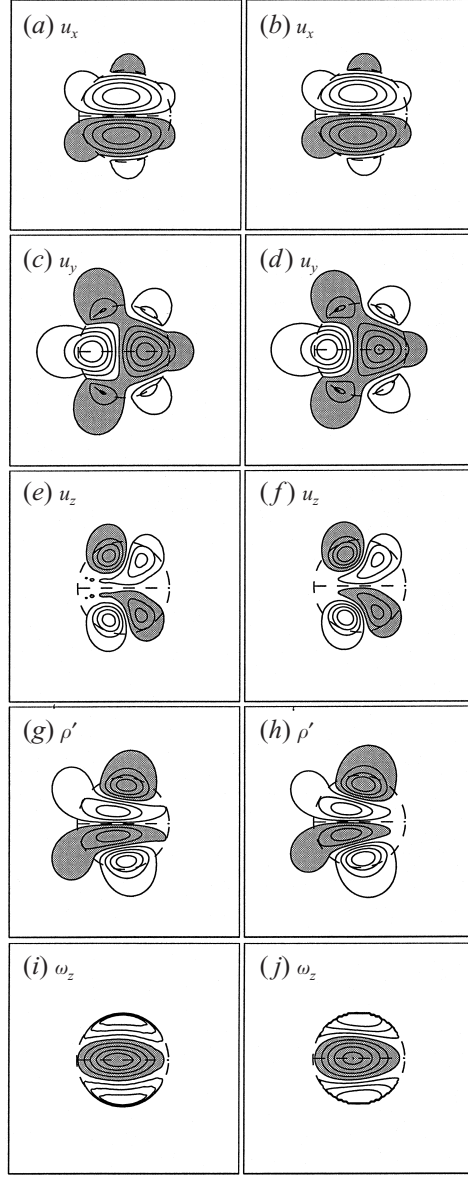 (a) uₓ
(b) uₓ
(c) u_y
(d) u_y
(e) u_z
(f) u_z
(g) ρ′
(h) ρ′
(i) ω_z
(j) ω_z